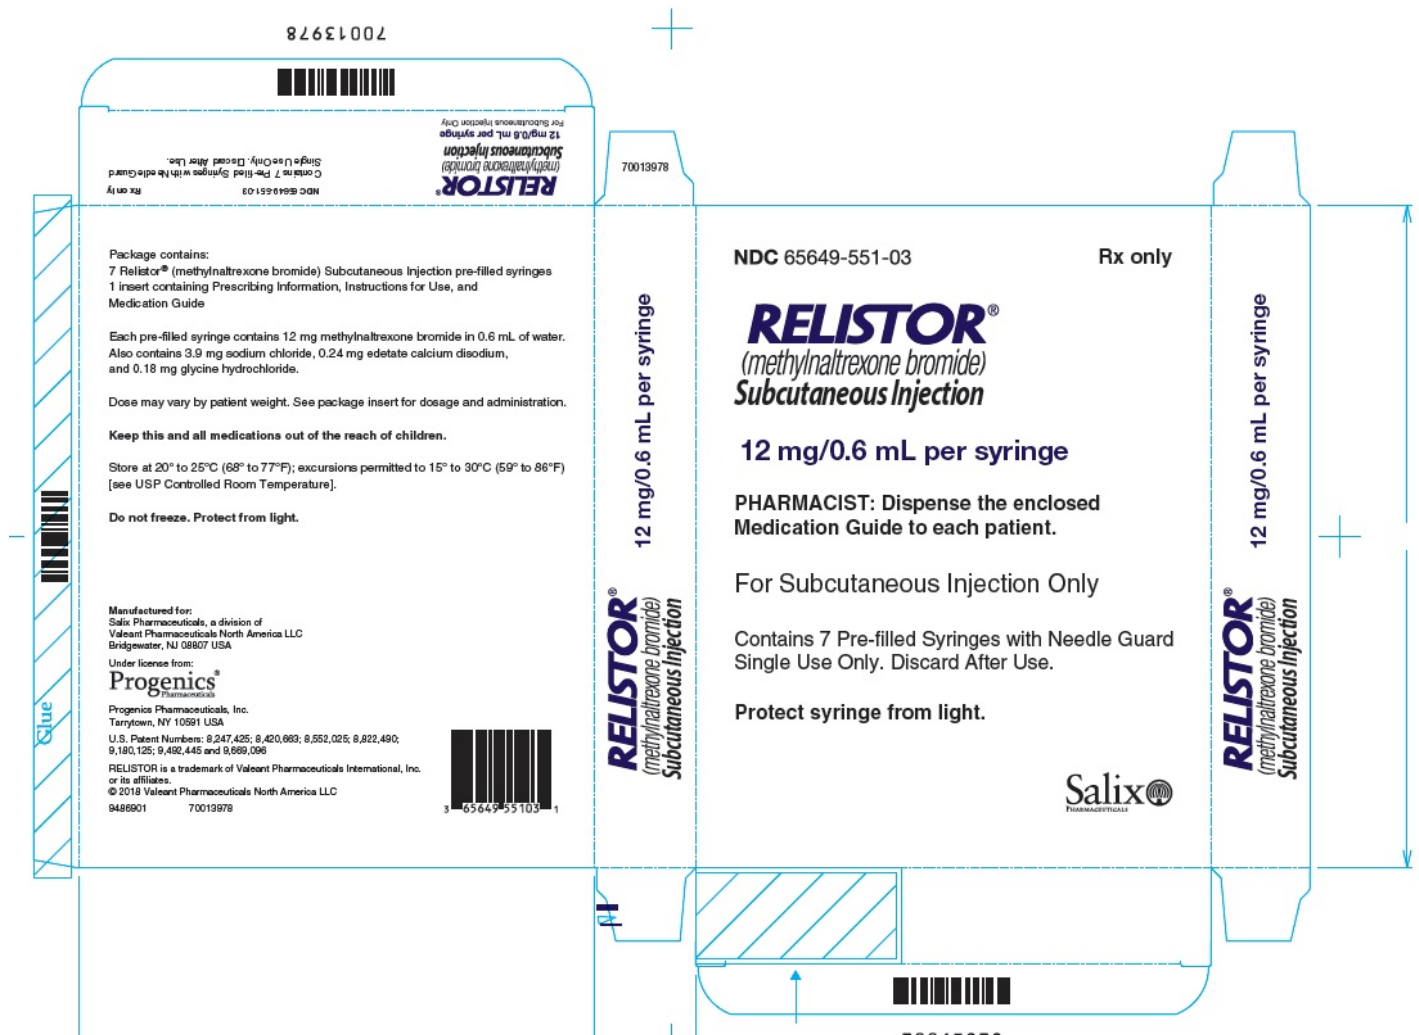 70013978
RELISTOR®
(methylnaltrexone bromide)
Subcutaneous Injection
12 mg/0.6 mL per syringe
For Subcutaneous Injection Only
NDC 65649-551-03 Rx only
Contains 7 Pre-filled Syringes with Needle Guard
Single Use Only. Discard After Use.
Package contains:
7 Relistor® (methylnaltrexone bromide) Subcutaneous Injection pre-filled syringes
1 insert containing Prescribing Information, Instructions for Use, and
Medication Guide
Each pre-filled syringe contains 12 mg methylnaltrexone bromide in 0.6 mL of water.
Also contains 3.9 mg sodium chloride, 0.24 mg edetate calcium disodium,
and 0.18 mg glycine hydrochloride.
Dose may vary by patient weight. See package insert for dosage and administration.
Keep this and all medications out of the reach of children.
Store at 20° to 25°C (68° to 77°F); excursions permitted to 15° to 30°C (59° to 86°F)
[see USP Controlled Room Temperature].
Do not freeze. Protect from light.
Manufactured for:
Salix Pharmaceuticals, a division of
Valeant Pharmaceuticals North America LLC
Bridgewater, NJ 08807 USA
Under license from:
Progenics®
Pharmaceuticals
Progenics Pharmaceuticals, Inc.
Tarrytown, NY 10591 USA
U.S. Patent Numbers: 8,247,425; 8,420,663; 8,552,025; 8,822,490;
9,180,125; 9,492,445 and 9,669,096
RELISTOR is a trademark of Valeant Pharmaceuticals International, Inc.
or its affiliates.
© 2018 Valeant Pharmaceuticals North America LLC
9486901 70013978
3 65649 55103 1
Glue
70013978
RELISTOR®
(methylnaltrexone bromide)
Subcutaneous Injection
12 mg/0.6 mL per syringe
NDC 65649-551-03 Rx only
RELISTOR®
(methylnaltrexone bromide)
Subcutaneous Injection
12 mg/0.6 mL per syringe
PHARMACIST: Dispense the enclosed
Medication Guide to each patient.
For Subcutaneous Injection Only
Contains 7 Pre-filled Syringes with Needle Guard
Single Use Only. Discard After Use.
Protect syringe from light.
Salix
PHARMACEUTICALS
RELISTOR®
(methylnaltrexone bromide)
Subcutaneous Injection
12 mg/0.6 mL per syringe